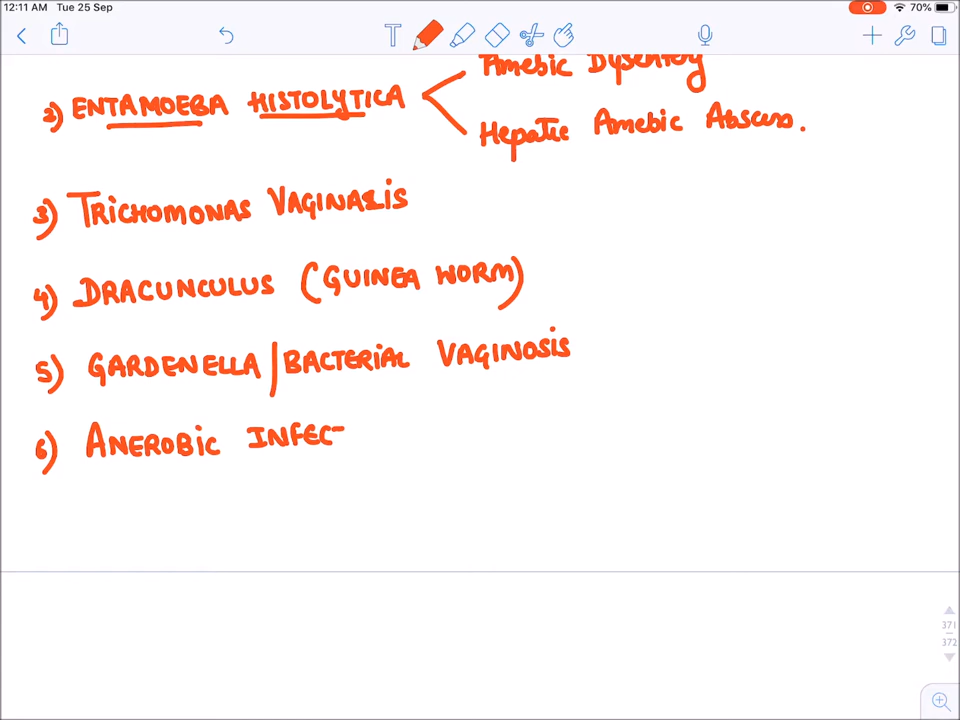 12:11 AM Tue 25 Sep 70%
T
Amebic Dysentery
2) ENTAMOEBA HISTOLYTICA
Hepatic Amebic Abscess.
3) TRICHOMONAS VAGINALIS
4) DRACUNCULUS (GUINEA WORM)
5) GARDENELLA/BACTERIAL VAGINOSIS
6) ANEROBIC INFECT
371
372